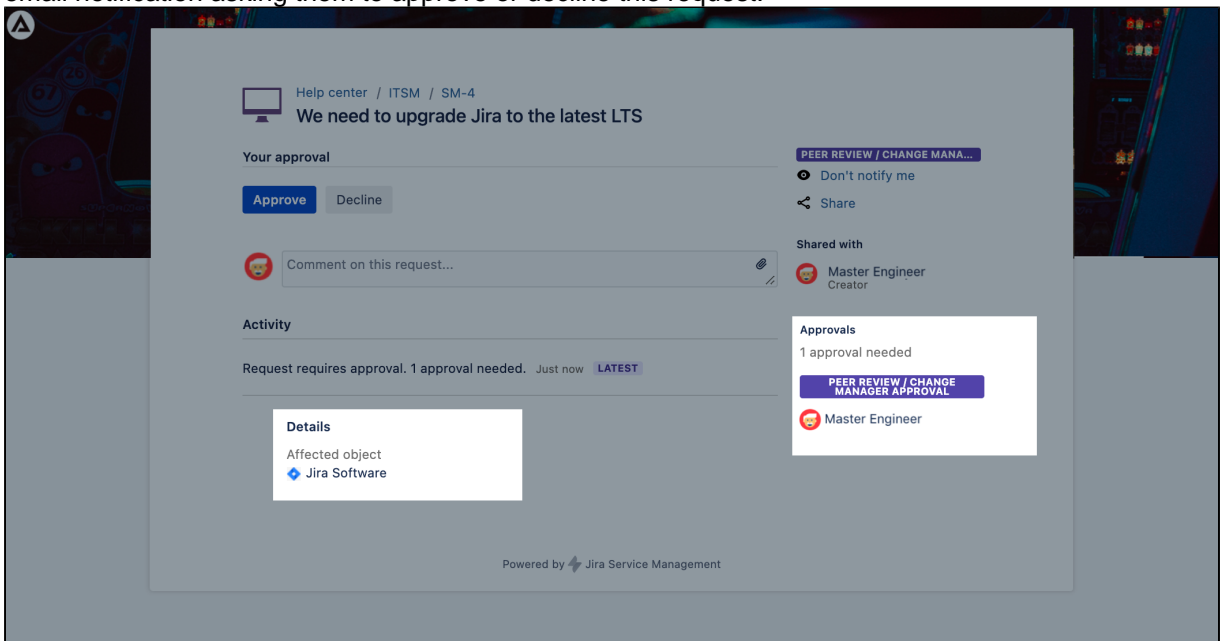 email notification asking them to approve or decline this request.
Help center / ITSM / SM-4
We need to upgrade Jira to the latest LTS
Your approval
Approve
Decline
Comment on this request...
Activity
Request requires approval. 1 approval needed. Just now LATEST
Details
Affected object
Jira Software
PEER REVIEW / CHANGE MANA...
Don't notify me
Share
Shared with
Master Engineer
Creator
Approvals
1 approval needed
PEER REVIEW / CHANGE
MANAGER APPROVAL
Master Engineer
Powered by Jira Service Management